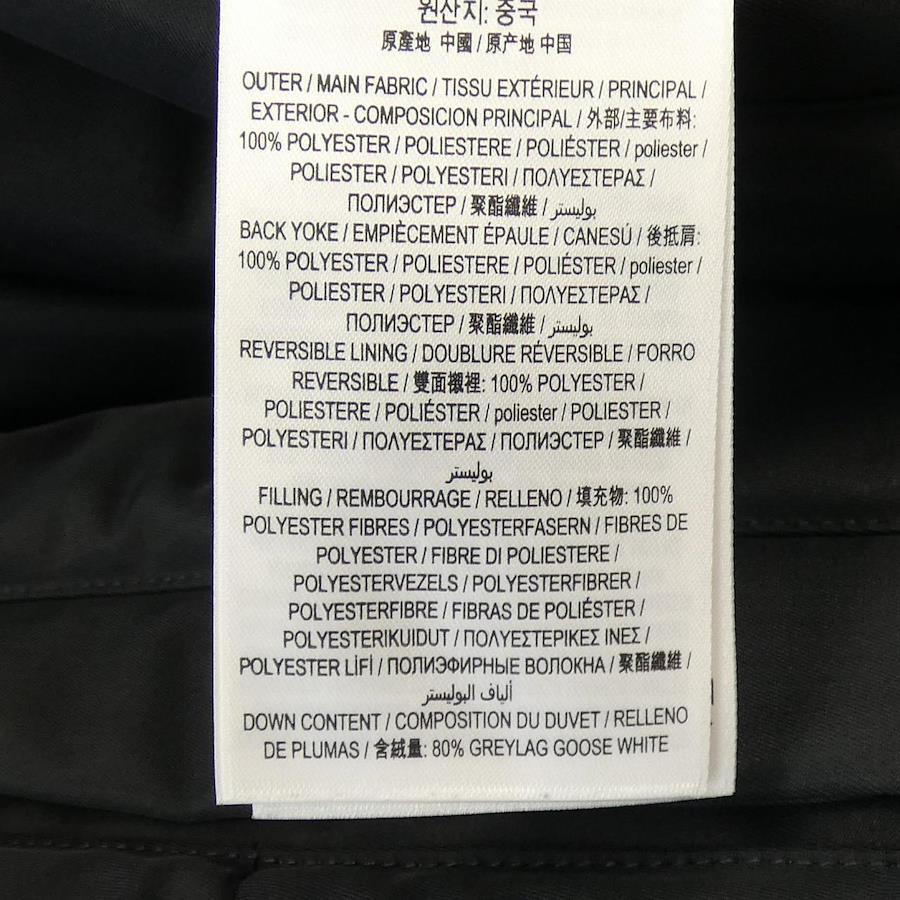 원산지: 중국
原產地 中國 / 原产地 中国
OUTER / MAIN FABRIC / TISSU EXTÉRIEUR / PRINCIPAL /
EXTERIOR - COMPOSICION PRINCIPAL / 外部/主要布料:
100% POLYESTER / POLIESTERE / POLIÉSTER / poliester /
POLIESTER / POLYESTERI / ΠΟΛΥΕΣΤΕΡΑΣ /
ПОЛИЭСТЕР / 聚酯纖維 / بوليستر
BACK YOKE / EMPIÈCEMENT ÉPAULE / CANESÚ / 後抵肩:
100% POLYESTER / POLIESTERE / POLIÉSTER / poliester /
POLIESTER / POLYESTERI / ΠΟΛΥΕΣΤΕΡΑΣ /
ПОЛИЭСТЕР / 聚酯纖維 / بوليستر
REVERSIBLE LINING / DOUBLURE RÉVERSIBLE / FORRO
REVERSIBLE / 雙面襯裡: 100% POLYESTER /
POLIESTERE / POLIÉSTER / poliester / POLIESTER /
POLYESTERI / ΠΟΛΥΕΣΤΕΡΑΣ / ПОЛИЭСТЕР / 聚酯纖維 /
بوليستر
FILLING / REMBOURRAGE / RELLENO / 填充物: 100%
POLYESTER FIBRES / POLYESTERFASERN / FIBRES DE
POLYESTER / FIBRE DI POLIESTERE /
POLYESTERVEZELS / POLYESTERFIBRER /
POLYESTERFIBRE / FIBRAS DE POLIÉSTER /
POLYESTERIKUIDUT / ΠΟΛΥΕΣΤΕΡΙΚΕΣ ΙΝΕΣ /
POLYESTER LİFİ / ПОЛИЭФИРНЫЕ ВОЛОКНА / 聚酯纖維 /
ألياف البوليستر
DOWN CONTENT / COMPOSITION DU DUVET / RELLENO
DE PLUMAS / 含絨量: 80% GREYLAG GOOSE WHITE